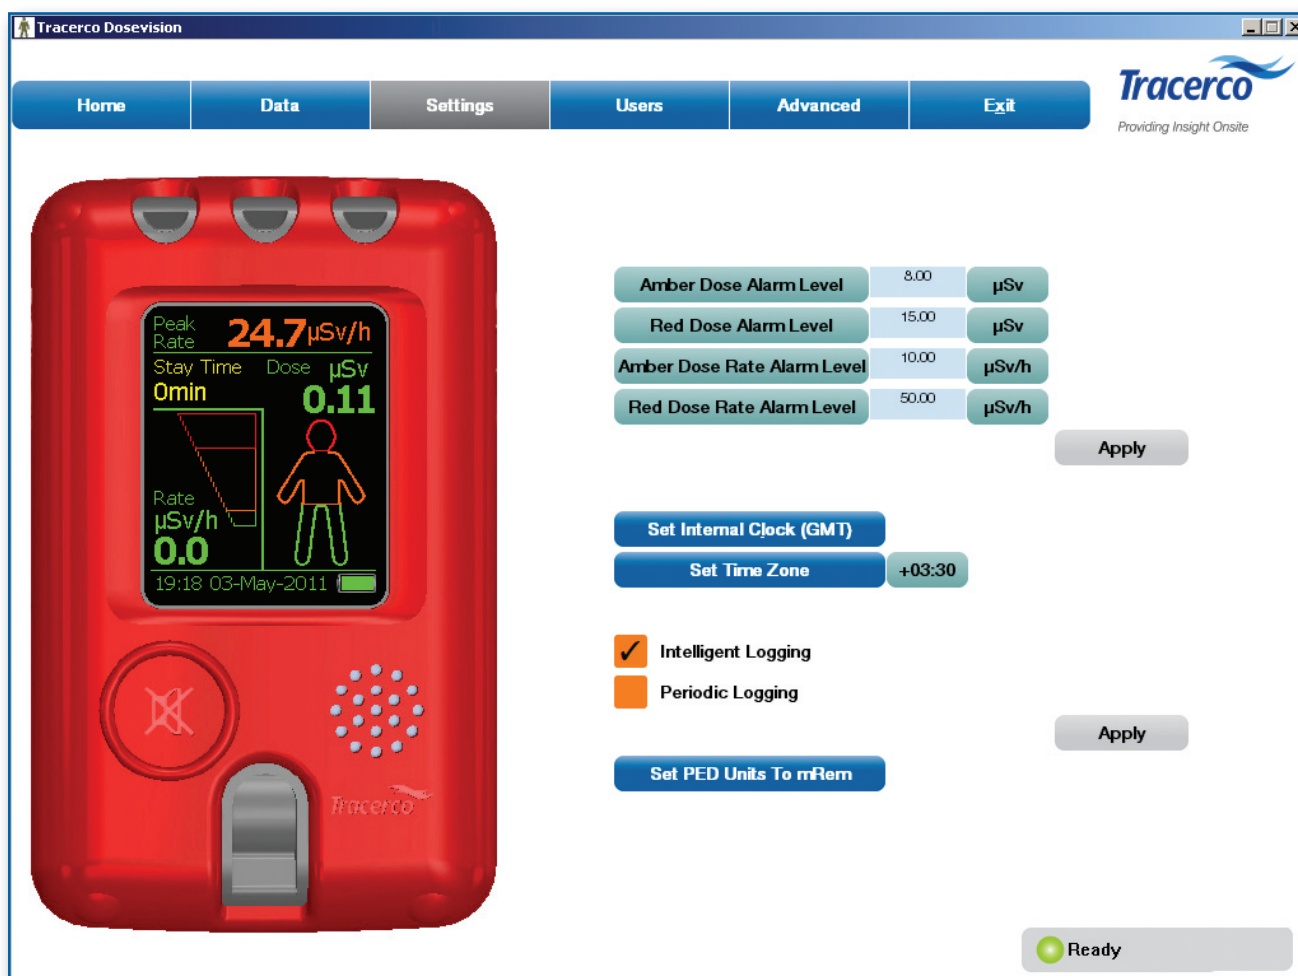 Tracerco Dosevision
Home Data Settings Users Advanced Exit
Tracerco
Providing Insight Onsite
Peak
Rate 24.7 µSv/h
Stay Time Dose µSv
0min 0.11
Rate
µSv/h
0.0
19:18 03-May-2011
Tracerco
Amber Dose Alarm Level 8.00 µSv
Red Dose Alarm Level 15.00 µSv
Amber Dose Rate Alarm Level 10.00 µSv/h
Red Dose Rate Alarm Level 50.00 µSv/h
Apply
Set Internal Clock (GMT)
Set Time Zone +03:30
Intelligent Logging
Periodic Logging
Apply
Set PED Units To mRem
Ready